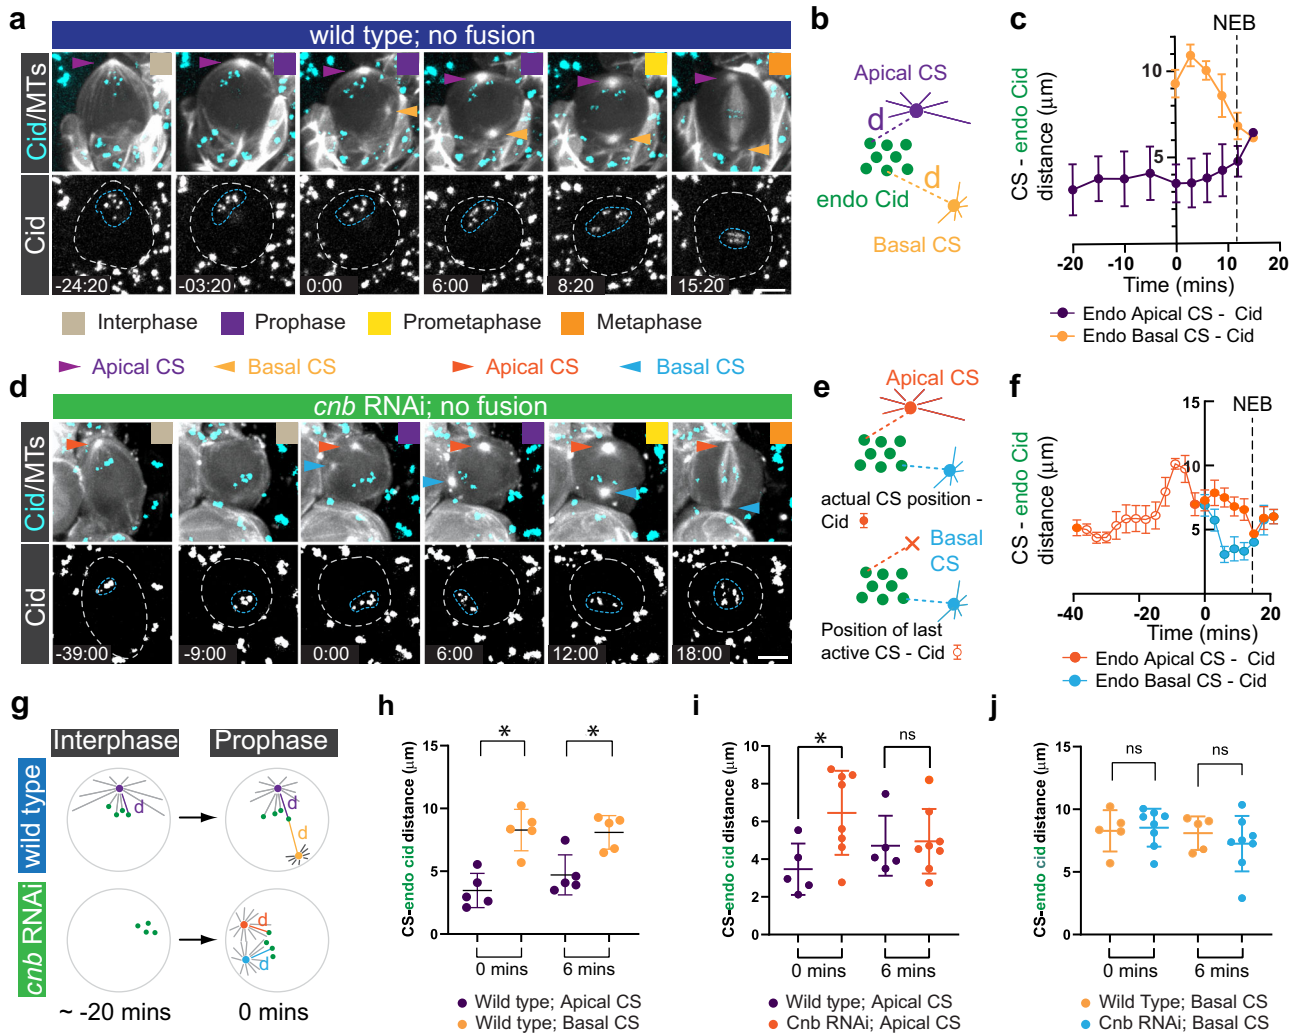 a
wild type; no fusion
Cid/MTs
Cid
-24:20
-03:20
0:00
6:00
8:20
15:20
Interphase
Prophase
Prometaphase
Metaphase
Apical CS
Basal CS
Apical CS
Basal CS
b
Apical CS
d
d
endo Cid
Basal CS
c
NEB
CS - endo Cid
distance (μm)
10
5
-20
-10
0
10
20
Time (mins)
Endo Apical CS - Cid
Endo Basal CS - Cid
d
cnb RNAi; no fusion
Cid/MTs
Cid
-39:00
-9:00
0:00
6:00
12:00
18:00
e
Apical CS
actual CS position -
Cid
Basal
CS
Position of last
active CS - Cid
f
NEB
CS - endo Cid
distance (μm)
15
10
5
-40
-20
0
20
Time (mins)
Endo Apical CS - Cid
Endo Basal CS - Cid
g
Interphase
Prophase
wild type
cnb RNAi
d
d
d
d
~ -20 mins
0 mins
h
CS-endo cid distance (μm)
15
10
5
0
*
*
0 mins
6 mins
Wild type; Apical CS
Wild type; Basal CS
i
CS-endo cid distance (μm)
10
8
6
4
2
0
*
ns
0 mins
6 mins
Wild type; Apical CS
Cnb RNAi; Apical CS
j
CS-endo cid distance (μm)
15
10
5
0
ns
ns
0 mins
6 mins
Wild Type; Basal CS
Cnb RNAi; Basal CS